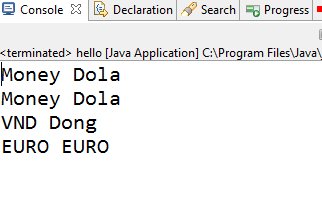 Console Declaration Search Progress
<terminated> hello [Java Application] C:\Program Files\Java\
Money Dola
Money Dola
VND Dong
EURO EURO